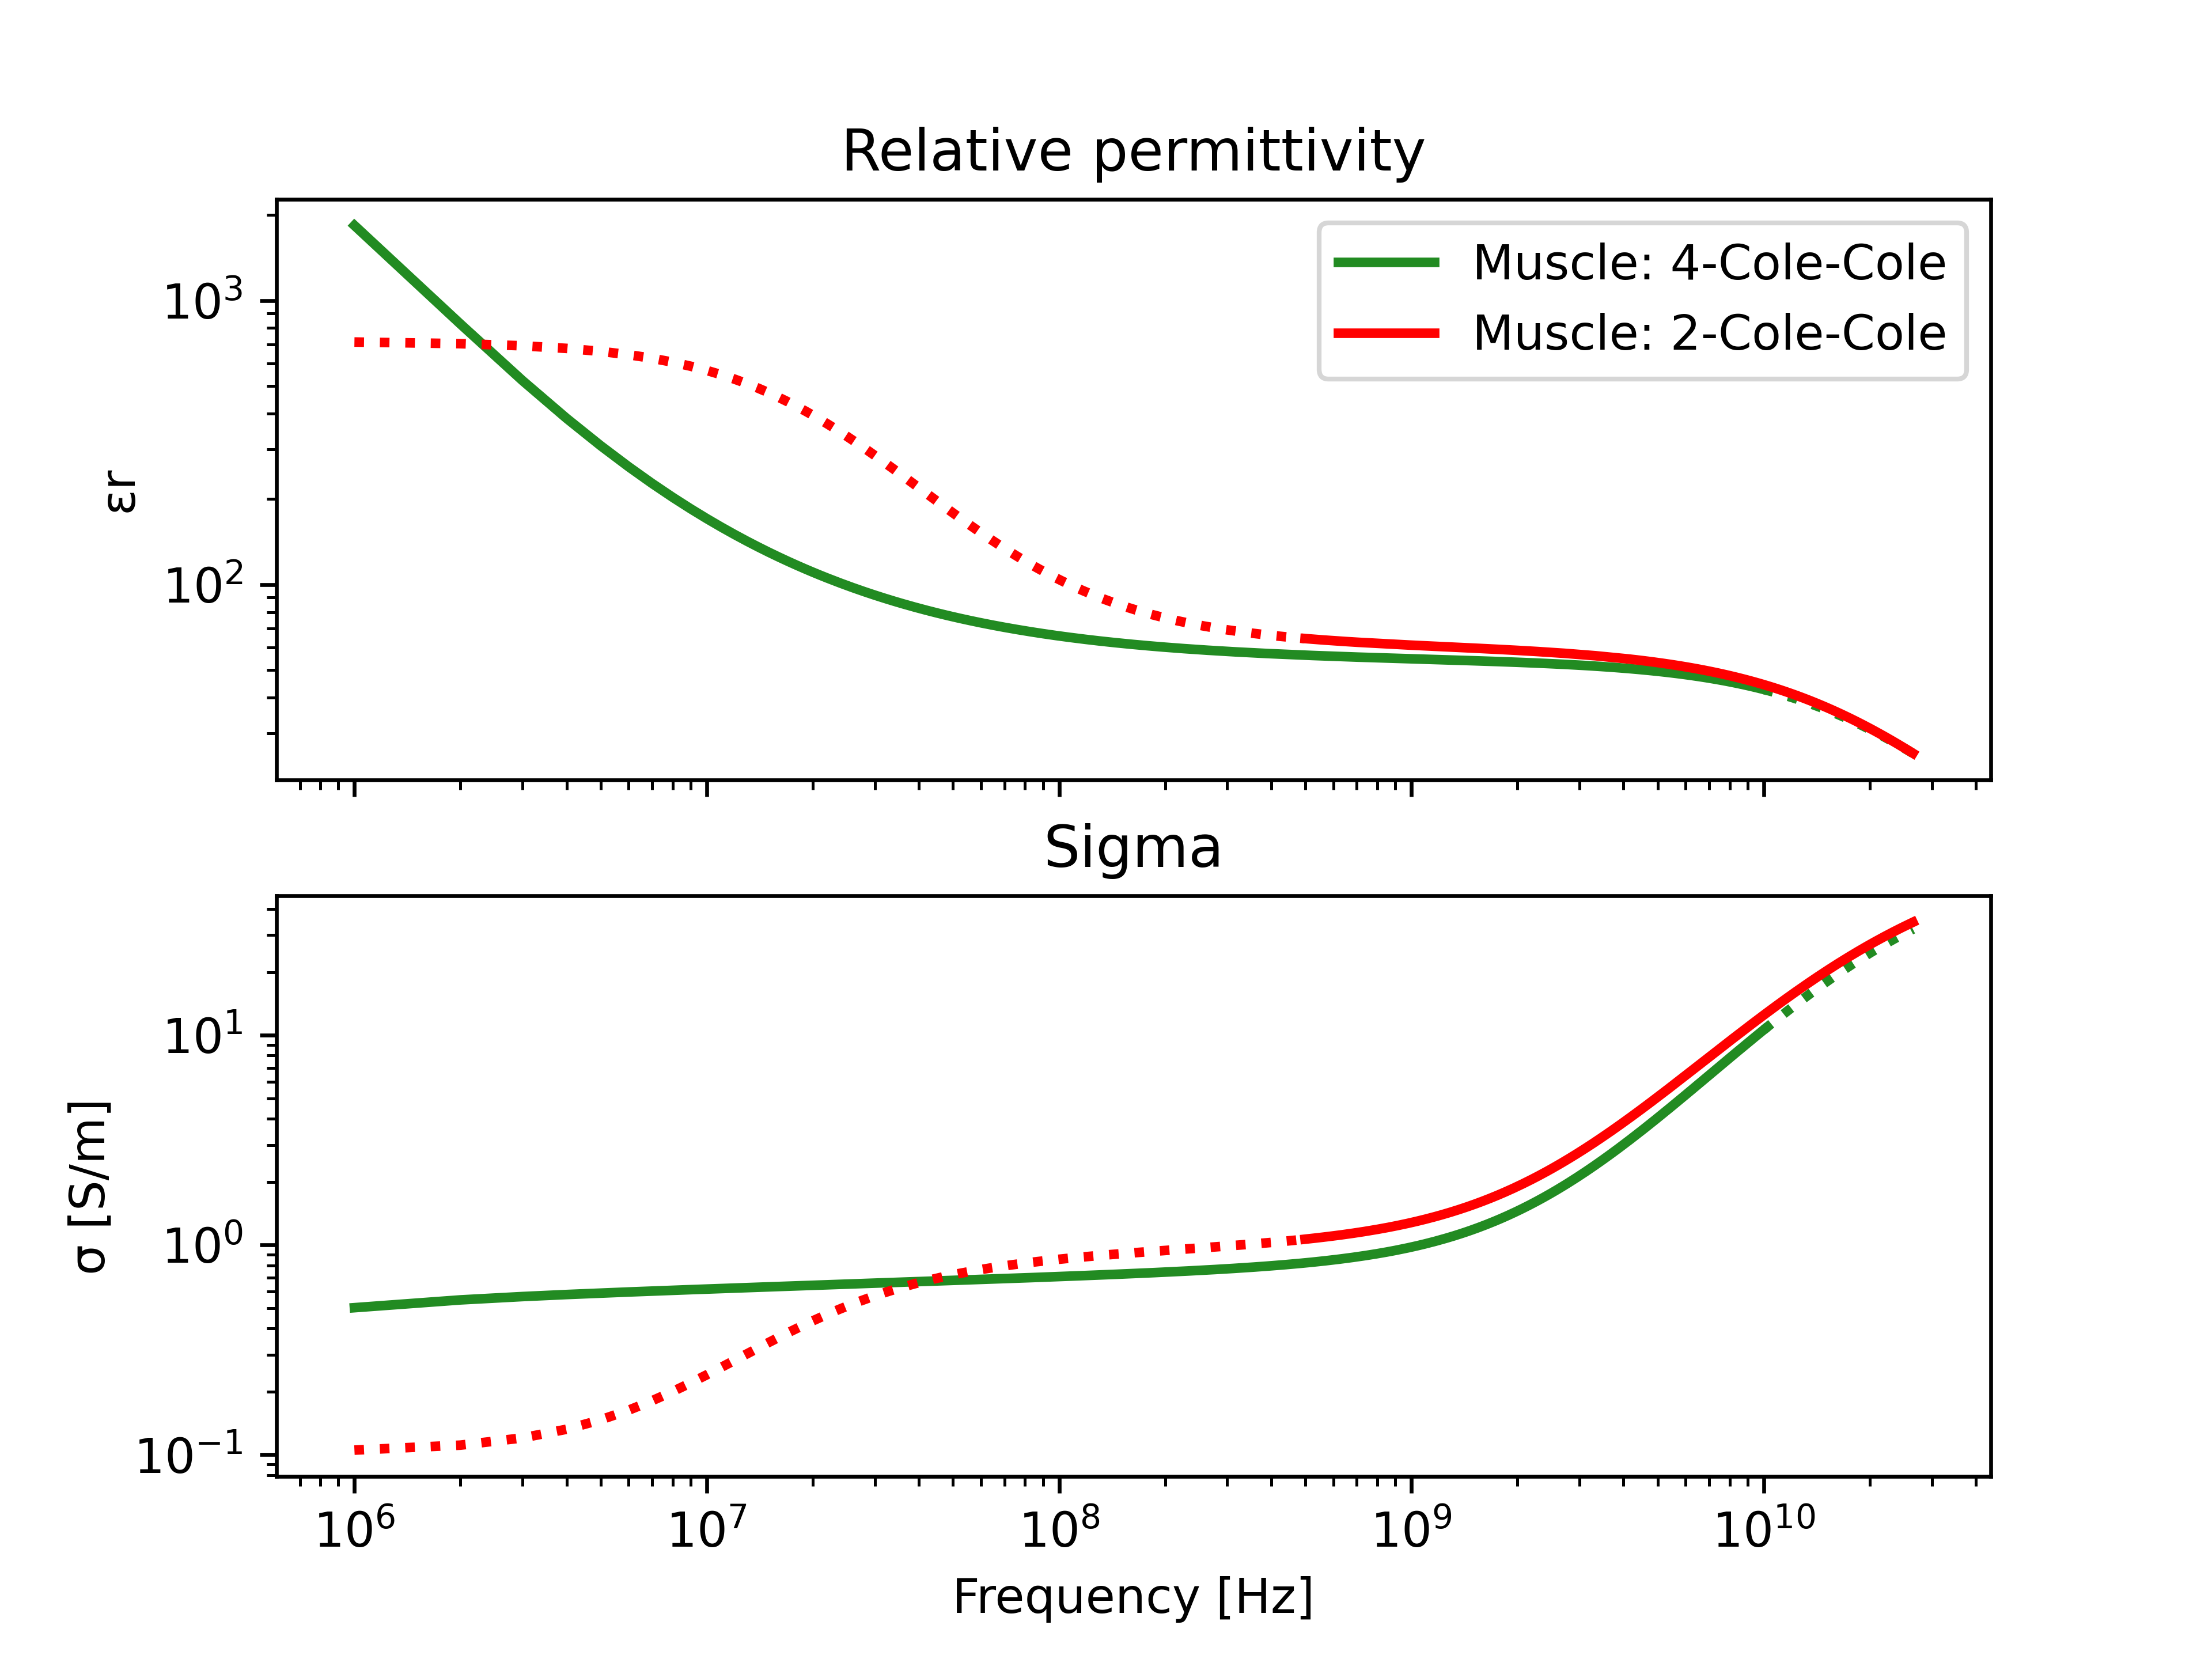 Relative permittivity
10³
10²
εr
Muscle: 4-Cole-Cole
Muscle: 2-Cole-Cole
Sigma
10¹
10⁰
10⁻¹
σ [S/m]
10⁶ 10⁷ 10⁸ 10⁹ 10¹⁰
Frequency [Hz]